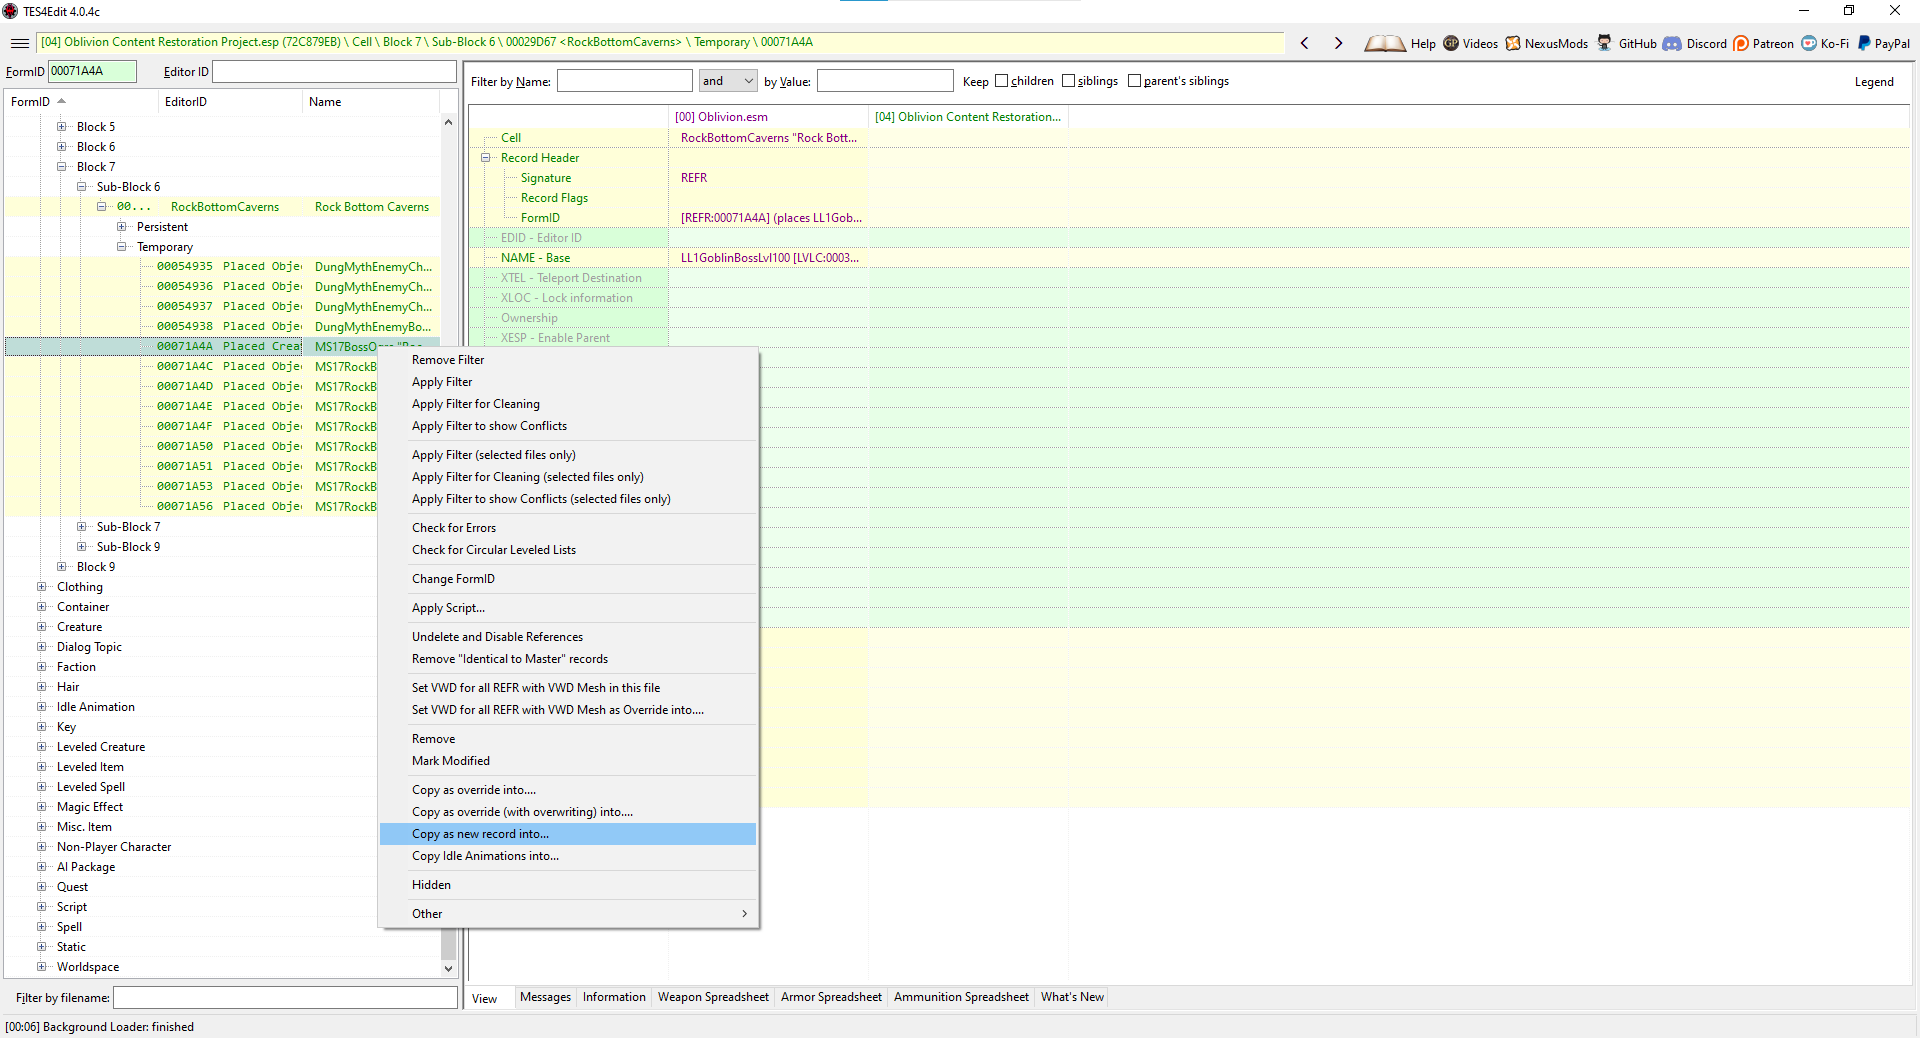 TES4Edit 4.0.4c
[04] Oblivion Content Restoration Project.esp (72C879EB) \ Cell \ Block 7 \ Sub-Block 6 \ 00029D67 <RockBottomCaverns> \ Temporary \ 00071A4A
Help Videos NexusMods GitHub Discord Patreon Ko-Fi PayPal
FormID 00071A4A Editor ID
Filter by Name: and by Value: Keep children siblings parent's siblings Legend
FormID EditorID Name
Block 5
Block 6
Block 7
Sub-Block 6
00... RockBottomCaverns Rock Bottom Caverns
Persistent
Temporary
00054935 Placed Obje DungMythEnemyCh...
00054936 Placed Obje DungMythEnemyCh...
00054937 Placed Obje DungMythEnemyCh...
00054938 Placed Obje DungMythEnemyBo...
00071A4A Placed Crea
00071A4C Placed Obje MS17RockB
00071A4D Placed Obje MS17RockB
00071A4E Placed Obje MS17RockB
00071A4F Placed Obje MS17RockB
00071A50 Placed Obje MS17RockB
00071A51 Placed Obje MS17RockB
00071A53 Placed Obje MS17RockB
00071A56 Placed Obje MS17RockB
Sub-Block 7
Sub-Block 9
Block 9
Clothing
Container
Creature
Dialog Topic
Faction
Hair
Idle Animation
Key
Leveled Creature
Leveled Item
Leveled Spell
Magic Effect
Misc. Item
Non-Player Character
AI Package
Quest
Script
Spell
Static
Worldspace
Filter by filename:
[00] Oblivion.esm [04] Oblivion Content Restoration...
Cell RockBottomCaverns "Rock Bott...
Record Header
Signature REFR
Record Flags
FormID [REFR:00071A4A] (places LL1Gob...
EDID - Editor ID
NAME - Base LL1GoblinBossLvl100 [LVLC:0003...
XTEL - Teleport Destination
XLOC - Lock information
Ownership
XESP - Enable Parent
Remove Filter
Apply Filter
Apply Filter for Cleaning
Apply Filter to show Conflicts
Apply Filter (selected files only)
Apply Filter for Cleaning (selected files only)
Apply Filter to show Conflicts (selected files only)
Check for Errors
Check for Circular Leveled Lists
Change FormID
Apply Script...
Undelete and Disable References
Remove "Identical to Master" records
Set VWD for all REFR with VWD Mesh in this file
Set VWD for all REFR with VWD Mesh as Override into....
Remove
Mark Modified
Copy as override into....
Copy as override (with overwriting) into....
Copy as new record into...
Copy Idle Animations into...
Hidden
Other
View Messages Information Weapon Spreadsheet Armor Spreadsheet Ammunition Spreadsheet What's New
[00:06] Background Loader: finished